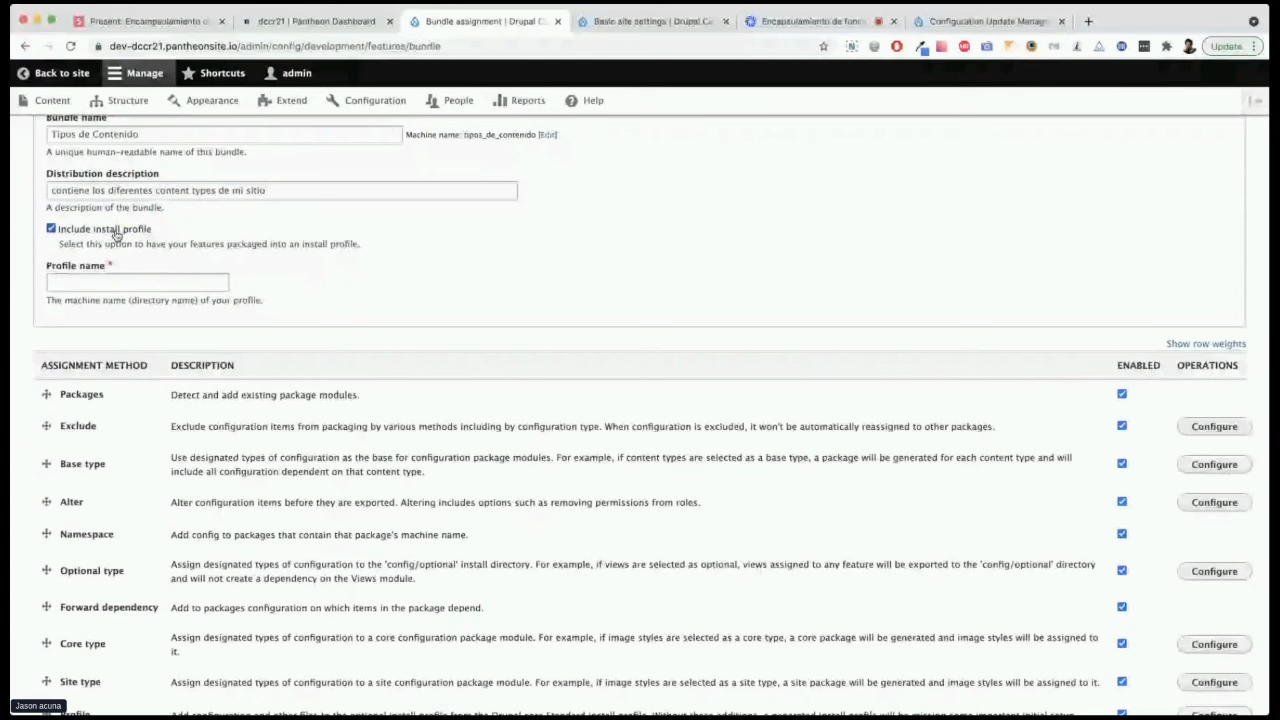 Present: Encampsulamiento d
dccr21 | Pantheon Dashboard
Bundle assignment | Drupal C
Basic site settings | Drupal Ca
Encapsulamiento de func
Configuration Update Manage
dev-dccr21.pantheonsite.io/admin/config/development/features/bundle
Update
Back to site
Manage
Shortcuts
admin
Content
Structure
Appearance
Extend
Configuration
People
Reports
Help
Bundle name
Tipos de Contenido
Machine name: tipos_de_contenido [Edit]
A unique human-readable name of this bundle.
Distribution description
contiene los diferentes content types de mi sitio
A description of the bundle.
Include install profile
Select this option to have your features packaged into an install profile.
Profile name *
The machine name (directory name) of your profile.
Show row weights
ASSIGNMENT METHOD DESCRIPTION ENABLED OPERATIONS
Packages Detect and add existing package modules.
Exclude Exclude configuration items from packaging by various methods including by configuration type. When configuration is excluded, it won't be automatically reassigned to other packages. Configure
Use designated types of configuration as the base for configuration package modules. For example, if content types are selected as a base type, a package will be generated for each content type and will
Base type Configure
include all configuration dependent on that content type.
Alter Alter configuration items before they are exported. Altering includes options such as removing permissions from roles. Configure
Namespace Add config to packages that contain that package's machine name.
Assign designated types of configuration to the 'config/optional' install directory. For example, if views are selected as optional, views assigned to any feature will be exported to the 'config/optional' directory
Optional type Configure
and will not create a dependency on the Views module.
Forward dependency Add to packages configuration on which items in the package depend.
Assign designated types of configuration to a core configuration package module. For example, if image styles are selected as a core type, a core package will be generated and image styles will be assigned to
Core type Configure
it.
Site type Assign designated types of configuration to a site configuration package module. For example, if image styles are selected as a site type, a site package will be generated and image styles will be assigned to it. Configure
Jason acuna